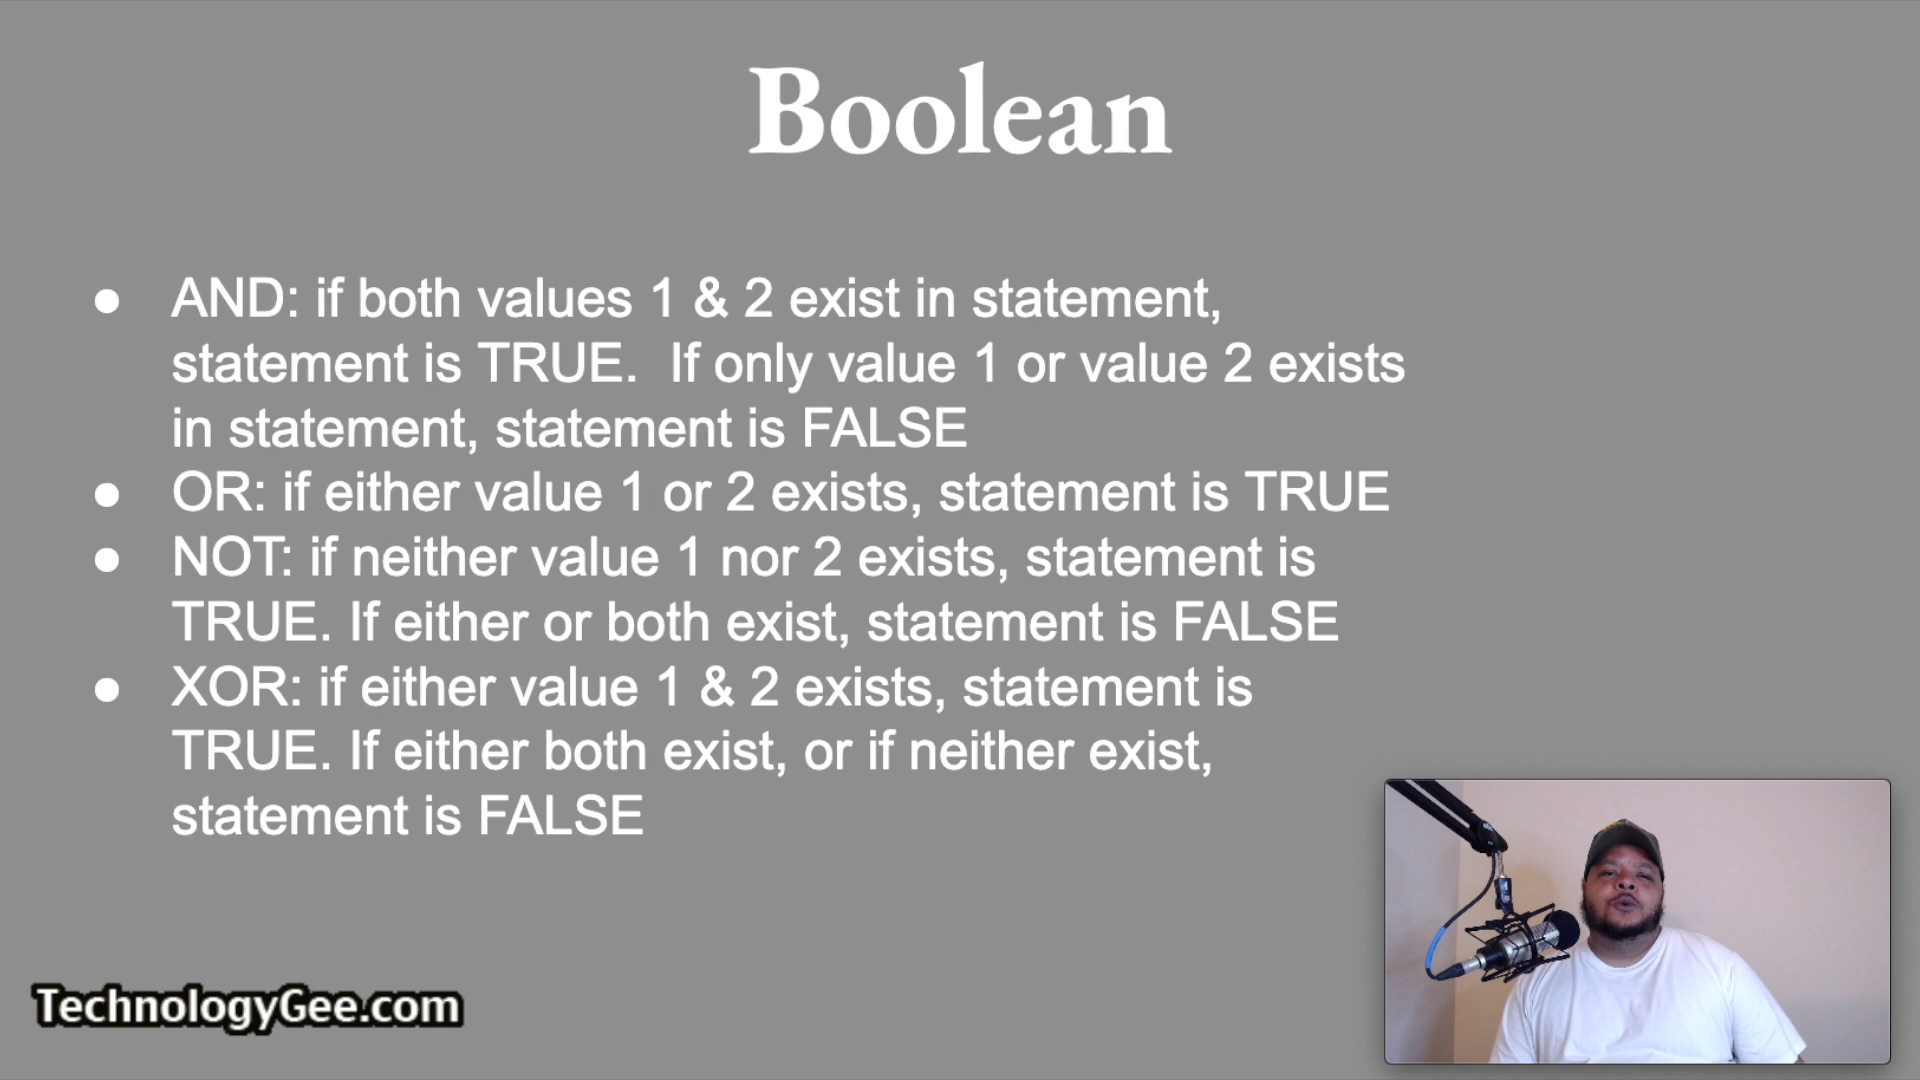 Boolean
● AND: if both values 1 & 2 exist in statement,
statement is TRUE.  If only value 1 or value 2 exists
in statement, statement is FALSE
● OR: if either value 1 or 2 exists, statement is TRUE
● NOT: if neither value 1 nor 2 exists, statement is
TRUE. If either or both exist, statement is FALSE
● XOR: if either value 1 & 2 exists, statement is
TRUE. If either both exist, or if neither exist,
statement is FALSE
TechnologyGee.com